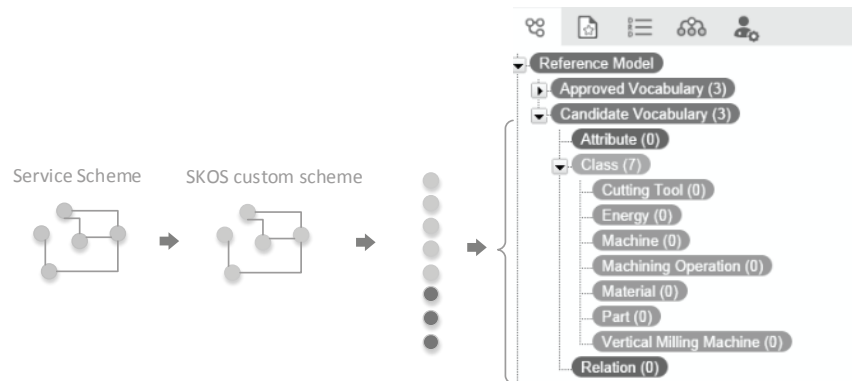 Reference Model
Approved Vocabulary (3)
Candidate Vocabulary (3)
Attribute (0)
Class (7)
Cutting Tool (0)
Energy (0)
Machine (0)
Machining Operation (0)
Material (0)
Part (0)
Vertical Milling Machine (0)
Relation (0)
Service Scheme
SKOS custom scheme